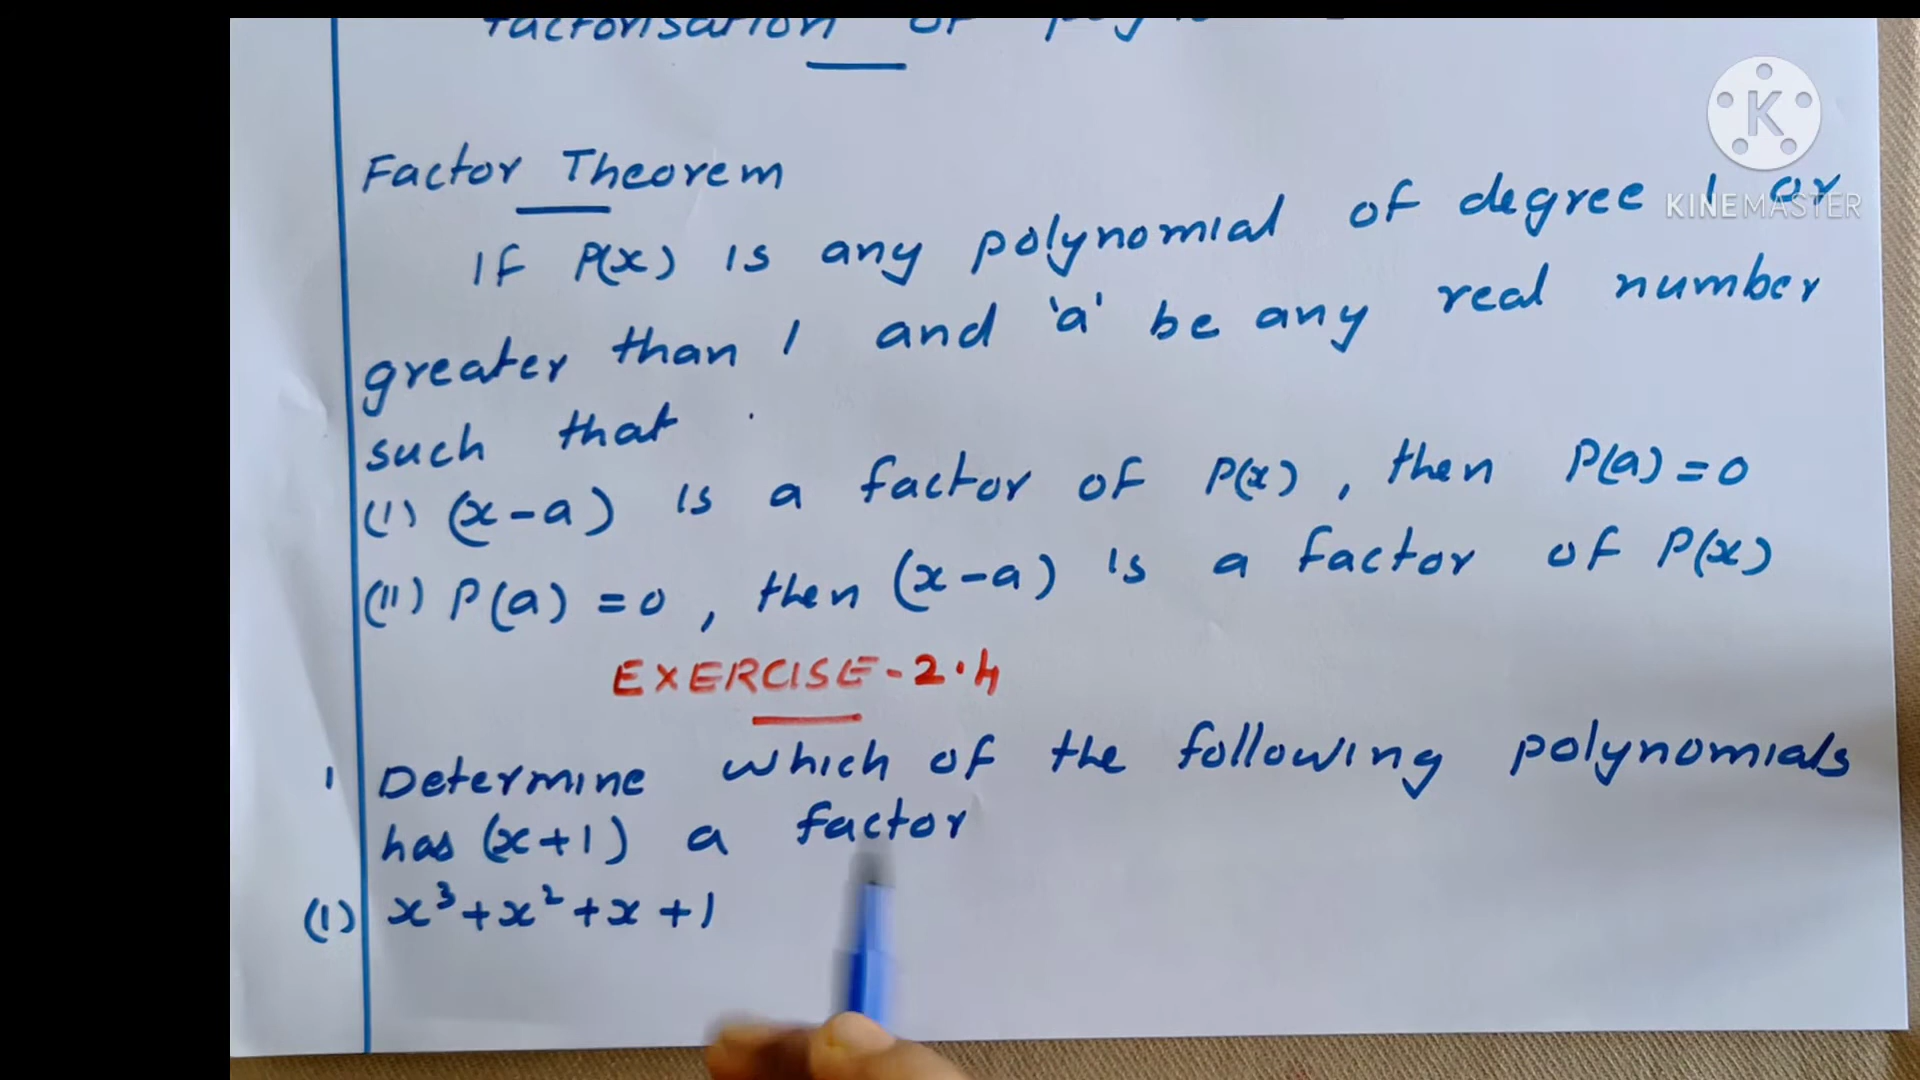 factorisation of
Factor Theorem
If P(x) is any polynomial of degree 1 or
greater than 1 and 'a' be any real number
such that
(i) (x-a) is a factor of P(x), then P(a)=0
(ii) P(a)=0, then (x-a) is a factor of P(x)
EXERCISE-2.4
1 Determine which of the following polynomials
has (x+1) a factor
(i) x³+x²+x+1
K
KINEMASTER